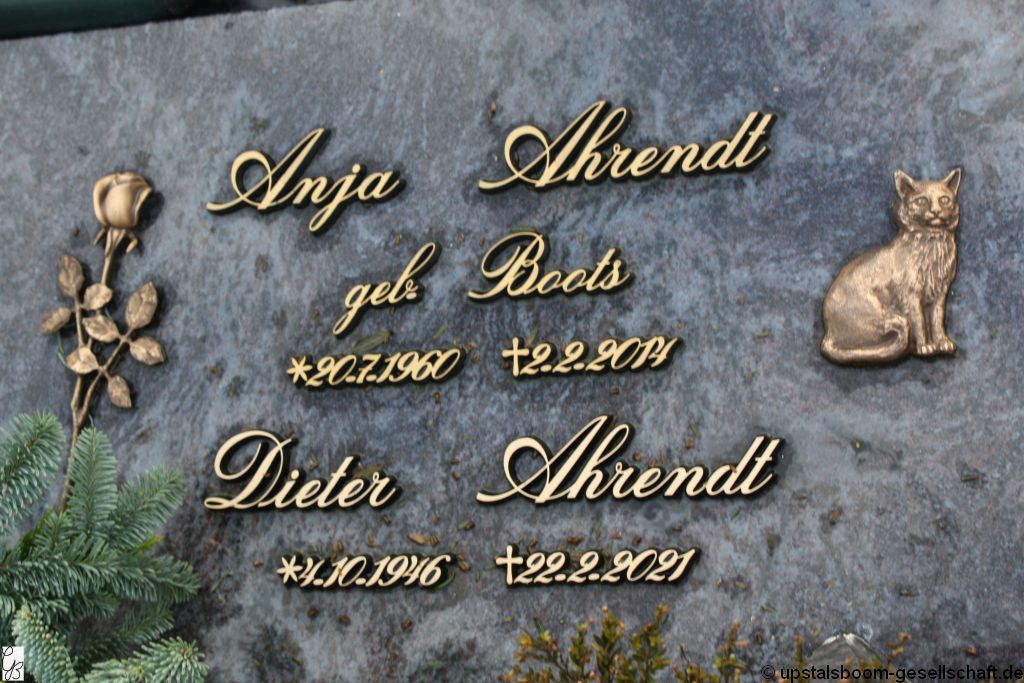 Anja Ahrendt
geb. Boots
*20.7.1960 †2.2.2014
Dieter Ahrendt
*4.10.1946 †22.2.2021
© upstalsboom-gesellschaft.de